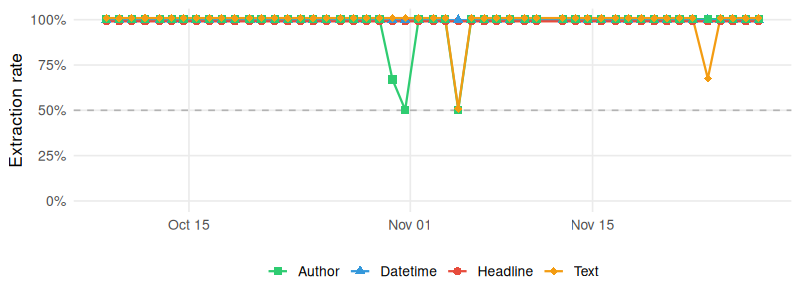 Extraction rate
100%
75%
50%
25%
0%
Oct 15 Nov 01 Nov 15
Author Datetime Headline Text